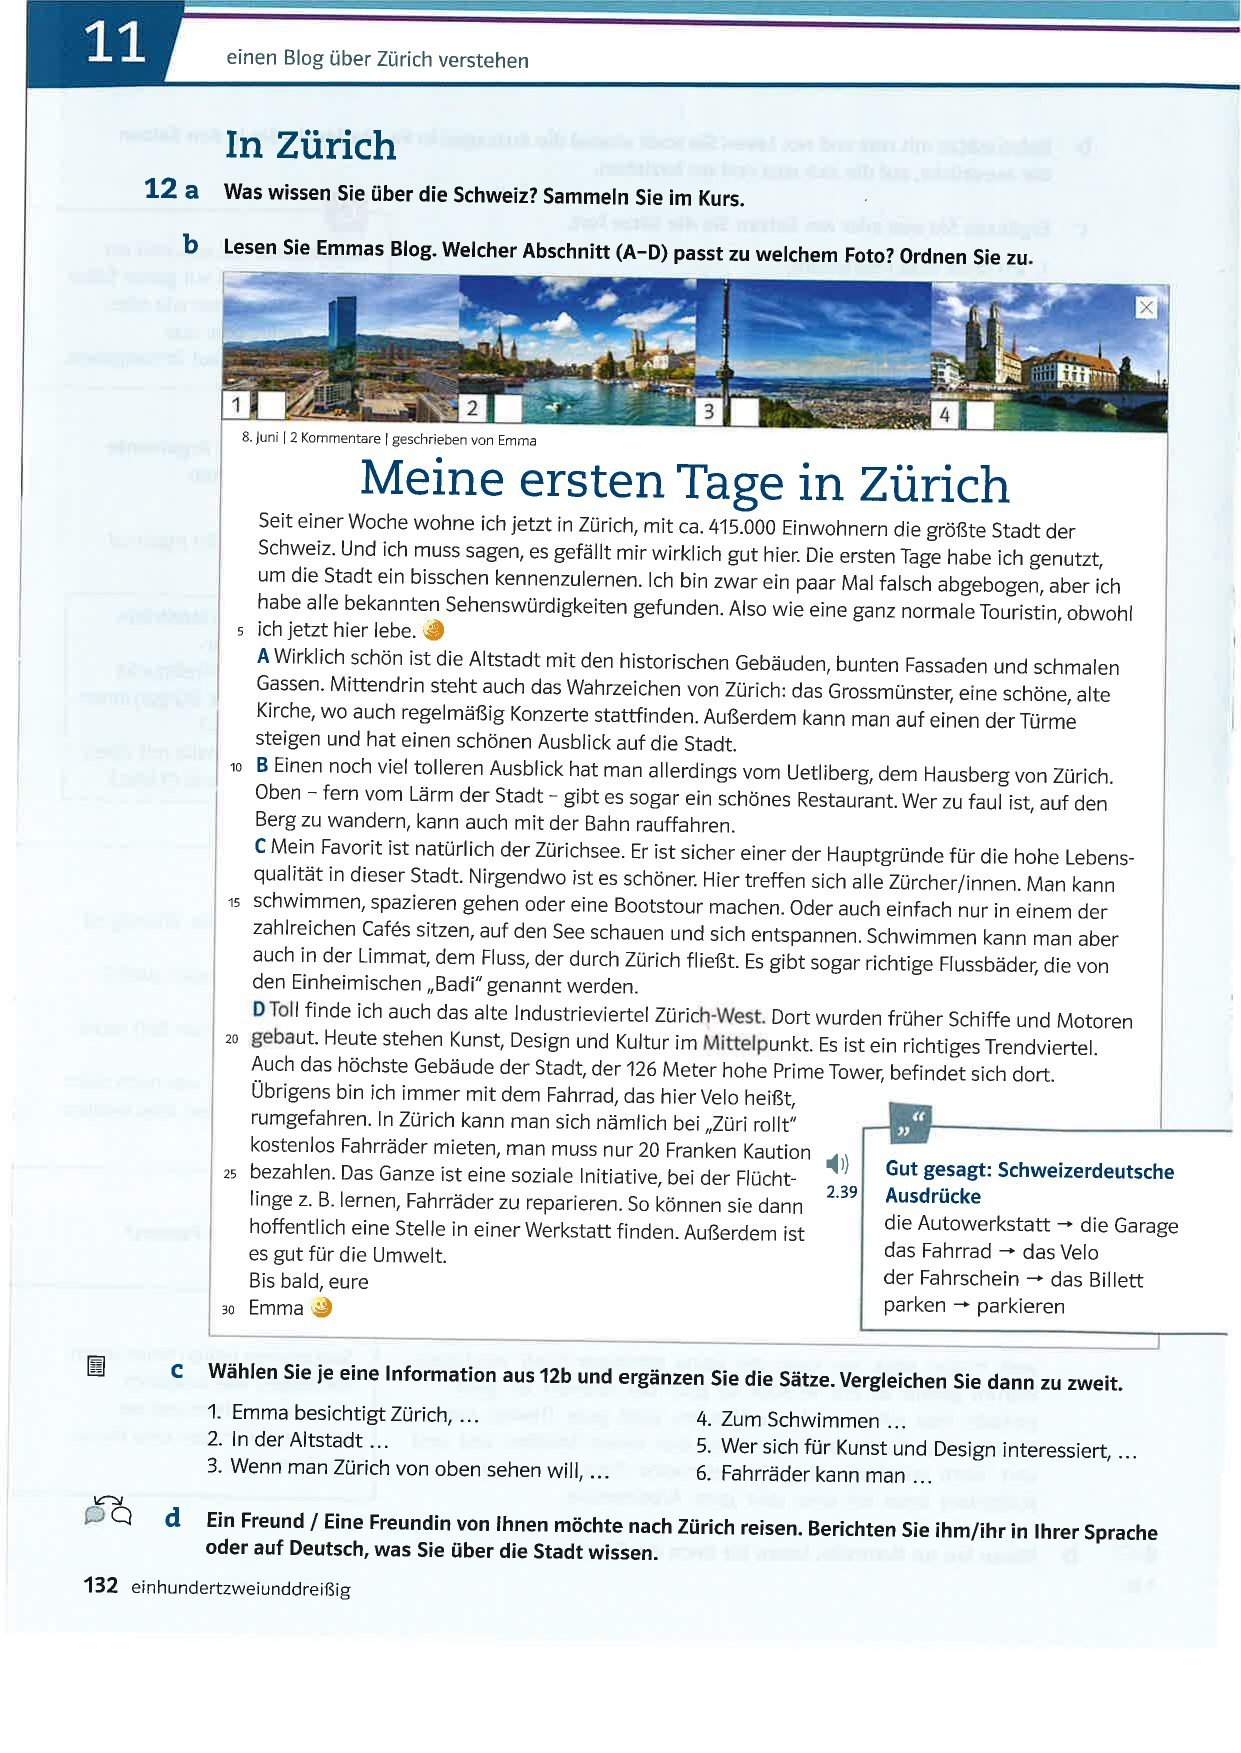 11
einen Blog über Zürich verstehen
In Zürich
12 a Was wissen Sie über die Schweiz? Sammeln Sie im Kurs.
b Lesen Sie Emmas Blog. Welcher Abschnitt (A–D) passt zu welchem Foto? Ordnen Sie zu.
1 2 3 4
8. Juni | 2 Kommentare | geschrieben von Emma
Meine ersten Tage in Zürich
Seit einer Woche wohne ich jetzt in Zürich, mit ca. 415.000 Einwohnern die größte Stadt der
Schweiz. Und ich muss sagen, es gefällt mir wirklich gut hier. Die ersten Tage habe ich genutzt,
um die Stadt ein bisschen kennenzulernen. Ich bin zwar ein paar Mal falsch abgebogen, aber ich
habe alle bekannten Sehenswürdigkeiten gefunden. Also wie eine ganz normale Touristin, obwohl
5 ich jetzt hier lebe.
A Wirklich schön ist die Altstadt mit den historischen Gebäuden, bunten Fassaden und schmalen
Gassen. Mittendrin steht auch das Wahrzeichen von Zürich: das Grossmünster, eine schöne, alte
Kirche, wo auch regelmäßig Konzerte stattfinden. Außerdem kann man auf einen der Türme
steigen und hat einen schönen Ausblick auf die Stadt.
10 B Einen noch viel tolleren Ausblick hat man allerdings vom Uetliberg, dem Hausberg von Zürich.
Oben – fern vom Lärm der Stadt – gibt es sogar ein schönes Restaurant. Wer zu faul ist, auf den
Berg zu wandern, kann auch mit der Bahn rauffahren.
C Mein Favorit ist natürlich der Zürichsee. Er ist sicher einer der Hauptgründe für die hohe Lebens-
qualität in dieser Stadt. Nirgendwo ist es schöner. Hier treffen sich alle Zürcher/innen. Man kann
15 schwimmen, spazieren gehen oder eine Bootstour machen. Oder auch einfach nur in einem der
zahlreichen Cafés sitzen, auf den See schauen und sich entspannen. Schwimmen kann man aber
auch in der Limmat, dem Fluss, der durch Zürich fließt. Es gibt sogar richtige Flussbäder, die von
den Einheimischen „Badi“ genannt werden.
D Toll finde ich auch das alte Industrieviertel Zürich-West. Dort wurden früher Schiffe und Motoren
20 gebaut. Heute stehen Kunst, Design und Kultur im Mittelpunkt. Es ist ein richtiges Trendviertel.
Auch das höchste Gebäude der Stadt, der 126 Meter hohe Prime Tower, befindet sich dort.
Übrigens bin ich immer mit dem Fahrrad, das hier Velo heißt,
rumgefahren. In Zürich kann man sich nämlich bei „Züri rollt“
kostenlos Fahrräder mieten, man muss nur 20 Franken Kaution
25 bezahlen. Das Ganze ist eine soziale Initiative, bei der Flücht-
linge z. B. lernen, Fahrräder zu reparieren. So können sie dann
hoffentlich eine Stelle in einer Werkstatt finden. Außerdem ist
es gut für die Umwelt.
Bis bald, eure
30 Emma
2.39
„“
Gut gesagt: Schweizerdeutsche
Ausdrücke
die Autowerkstatt → die Garage
das Fahrrad → das Velo
der Fahrschein → das Billett
parken → parkieren
c Wählen Sie je eine Information aus 12b und ergänzen Sie die Sätze. Vergleichen Sie dann zu zweit.
1. Emma besichtigt Zürich, ...
2. In der Altstadt ...
3. Wenn man Zürich von oben sehen will, ...
4. Zum Schwimmen ...
5. Wer sich für Kunst und Design interessiert, ...
6. Fahrräder kann man ...
d Ein Freund / Eine Freundin von Ihnen möchte nach Zürich reisen. Berichten Sie ihm/ihr in Ihrer Sprache
oder auf Deutsch, was Sie über die Stadt wissen.
132 einhundertzweiunddreißig